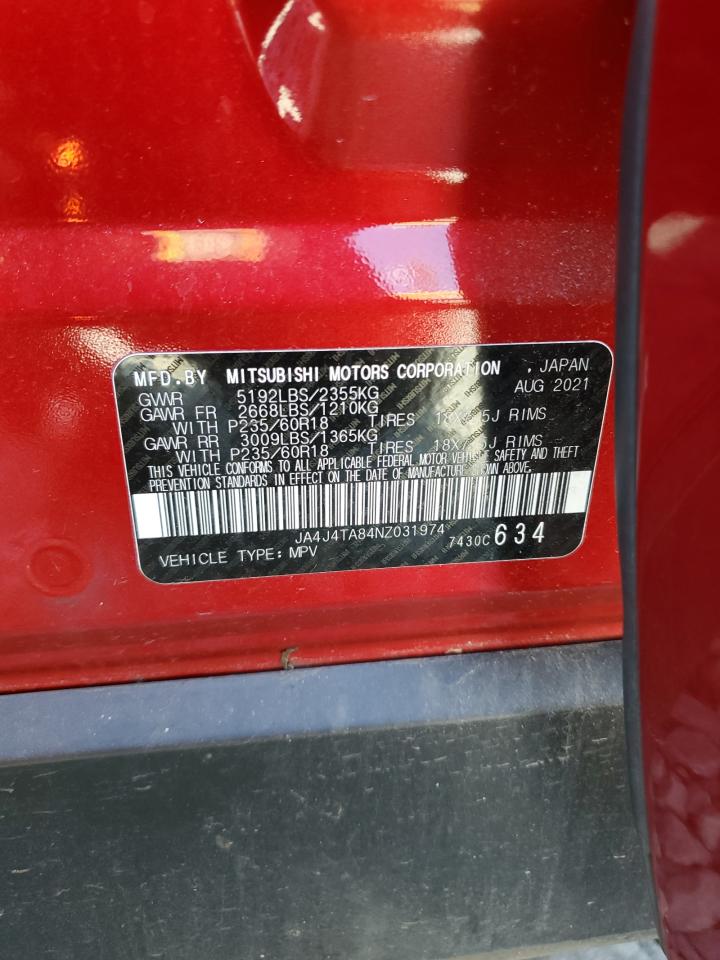 MFD.BY MITSUBISHI MOTORS CORPORATION , JAPAN
GVWR 5192LBS/2355KG AUG 2021
GAWR FR 2668LBS/1210KG
WITH P235/60R18 TIRES RIMS
GAWR RR 3009LBS/1365KG
WITH P235/60R18 TIRES RIMS
THIS VEHICLE CONFORMS TO ALL APPLICABLE FEDERAL MOTOR VEHICLE SAFETY AND THEFT
PREVENTION STANDARDS IN EFFECT ON THE DATE OF MANUFACTURE SHOWN ABOVE.
JA4J4TA84NZ031974
7430C 634
VEHICLE TYPE: MPV